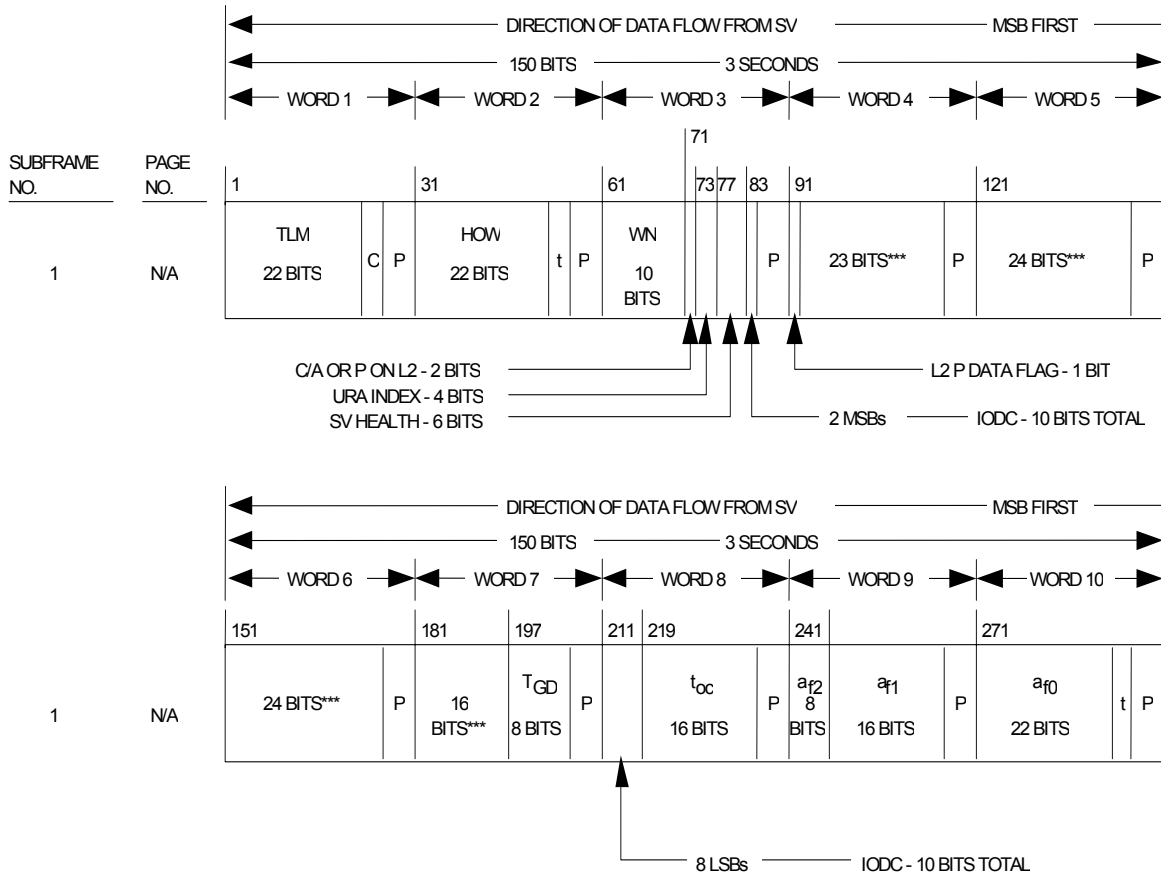 DIRECTION OF DATA FLOW FROM SV MSB FIRST
150 BITS 3 SECONDS
WORD 1 WORD 2 WORD 3 WORD 4 WORD 5
SUBFRAME NO. PAGE NO.
71
1 31 61 73 77 83 91 121
1 N/A
TLM
22 BITS
C
P
HOW
22 BITS
t
P
WN
10
BITS
P
23 BITS***
P
24 BITS***
P
C/A OR P ON L2 - 2 BITS
URA INDEX - 4 BITS
SV HEALTH - 6 BITS
L2 P DATA FLAG - 1 BIT
2 MSBs IODC - 10 BITS TOTAL
DIRECTION OF DATA FLOW FROM SV MSB FIRST
150 BITS 3 SECONDS
WORD 6 WORD 7 WORD 8 WORD 9 WORD 10
151 181 197 211 219 241 271
1 N/A
24 BITS***
P
16
BITS***
TGD
8 BITS
P
toc
16 BITS
P
af2
8
BITS
af1
16 BITS
P
af0
22 BITS
t
P
8 LSBs IODC - 10 BITS TOTAL